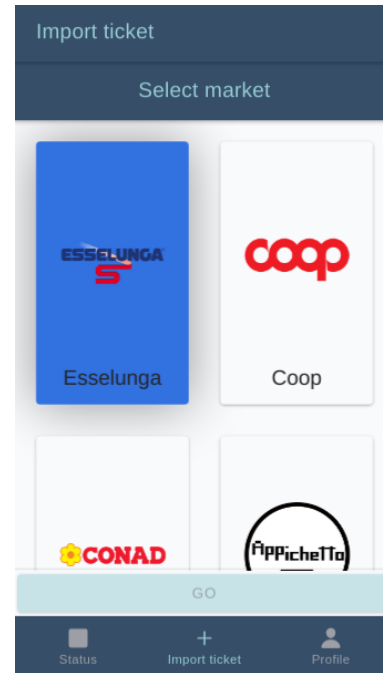 Import ticket
Select market
ESSELUNGA
S
coop
Esselunga
Coop
CONAD
Appichetto
GO
Status
Import ticket
Profile